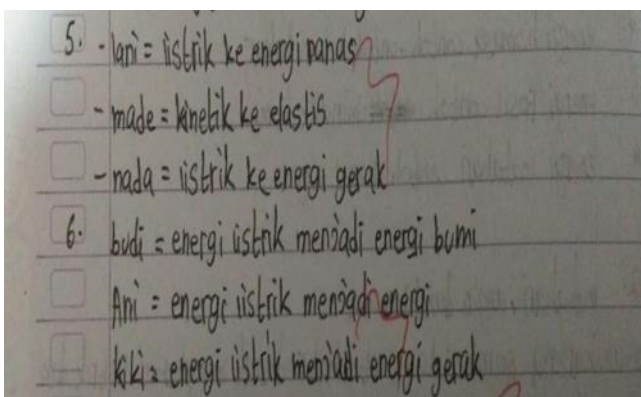 5. - lani = listrik ke energi panas
- made = kinetik ke elastis
- nada = listrik ke energi gerak
6. budi = energi listrik menjadi energi bumi
Ani = energi listrik menjadi energi
kiki = energi listrik menjadi energi gerak